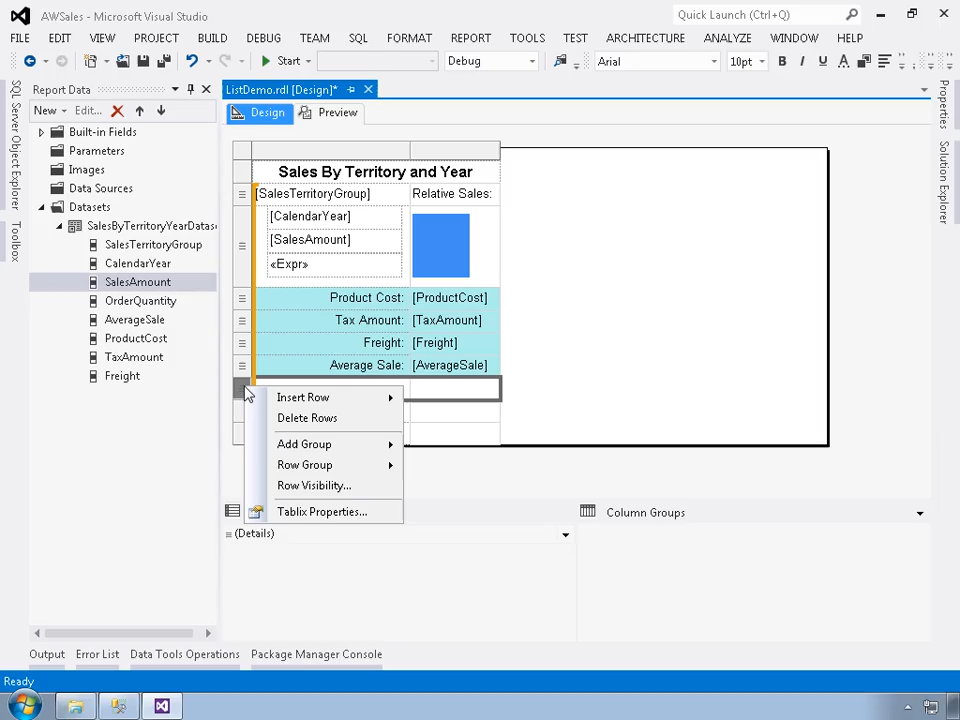 AWSales - Microsoft Visual Studio
Quick Launch (Ctrl+Q)
FILE EDIT VIEW PROJECT BUILD DEBUG TEAM SQL FORMAT REPORT TOOLS TEST ARCHITECTURE ANALYZE WINDOW HELP
Start Debug Arial 10pt B I U A
SQL Server Object Explorer
Toolbox
Report Data
New Edit...
Built-in Fields
Parameters
Images
Data Sources
Datasets
SalesByTerritoryYearDatas
SalesTerritoryGroup
CalendarYear
SalesAmount
OrderQuantity
AverageSale
ProductCost
TaxAmount
Freight
ListDemo.rdl [Design]*
Design Preview
Sales By Territory and Year
[SalesTerritoryGroup] Relative Sales:
[CalendarYear]
[SalesAmount]
«Expr»
Product Cost: [ProductCost]
Tax Amount: [TaxAmount]
Freight: [Freight]
Average Sale: [AverageSale]
Insert Row
Delete Rows
Add Group
Row Group
Row Visibility...
Tablix Properties...
Column Groups
(Details)
Properties
Solution Explorer
Output Error List Data Tools Operations Package Manager Console
Ready